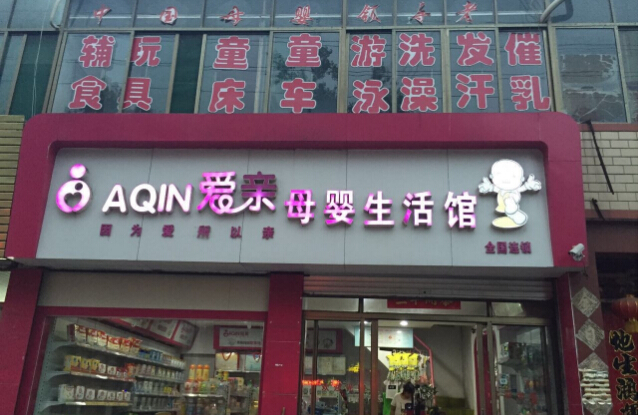 中国母婴领导者
辅食 玩具 童床 童车 游泳 洗澡 发汗 催乳
AQIN爱亲母婴生活馆
因为爱所以亲
全国连锁